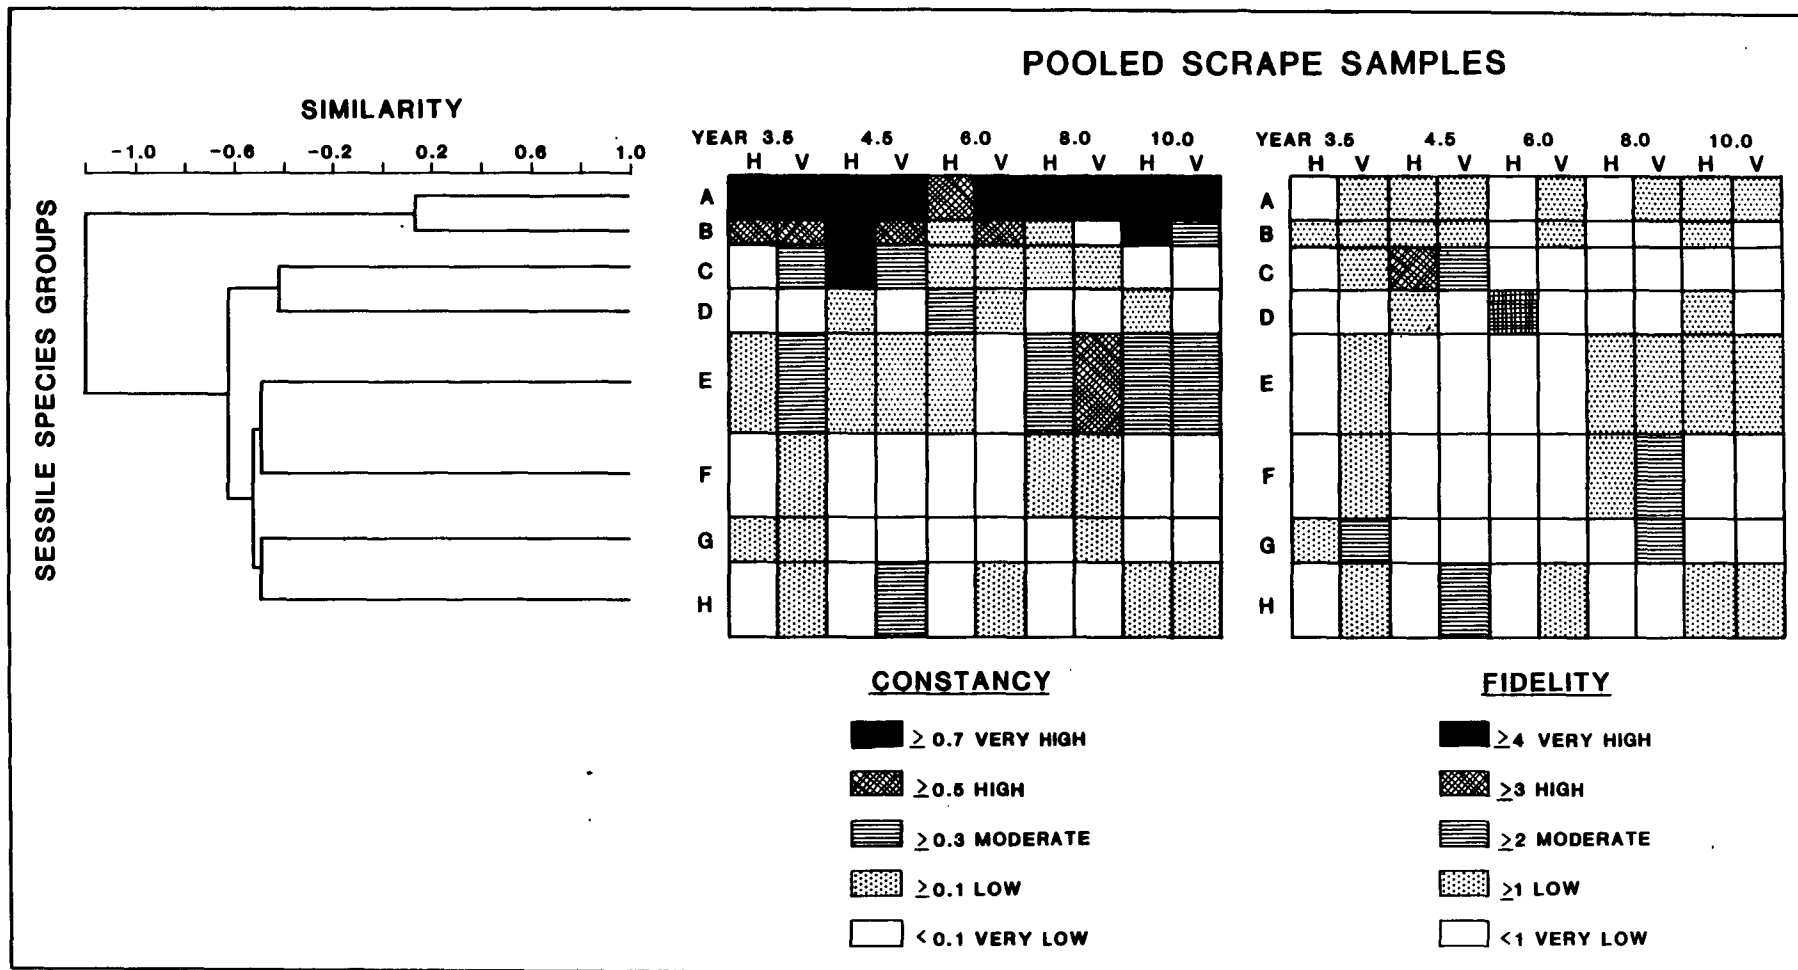 POOLED SCRAPE SAMPLES
SIMILARITY
-1.0 -0.6 -0.2 0.2 0.6 1.0
SESSILE SPECIES GROUPS
YEAR 3.5 4.5 6.0 8.0 10.0
H V H V H V H V H V
A
B
C
D
E
F
G
H
CONSTANCY
≥ 0.7 VERY HIGH
≥0.5 HIGH
≥0.3 MODERATE
≥0.1 LOW
< 0.1 VERY LOW
YEAR 3.5 4.5 6.0 8.0 10.0
H V H V H V H V H V
A
B
C
D
E
F
G
H
FIDELITY
≥4 VERY HIGH
≥3 HIGH
≥2 MODERATE
≥1 LOW
<1 VERY LOW